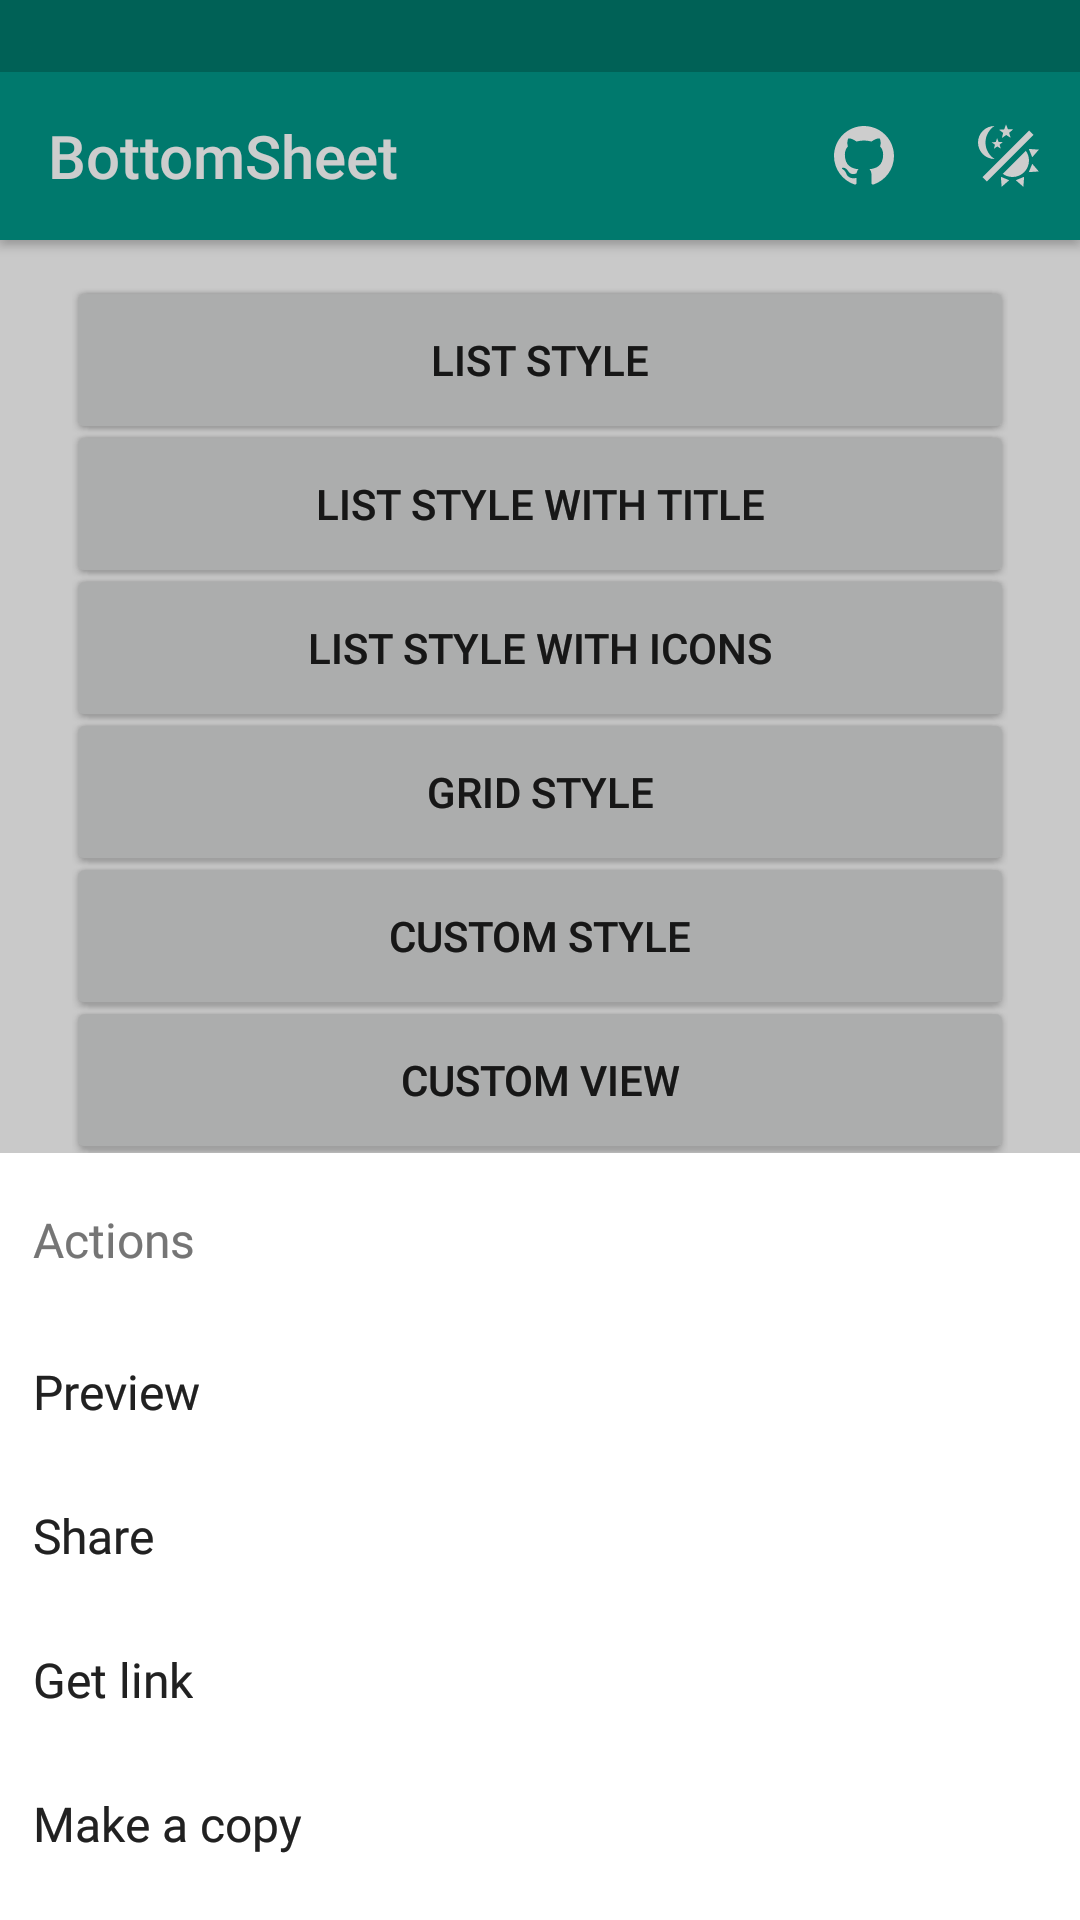 BottomSheet
LIST STYLE
LIST STYLE WITH TITLE
LIST STYLE WITH ICONS
GRID STYLE
CUSTOM STYLE
CUSTOM VIEW
Actions
Preview
Share
Get link
Make a copy